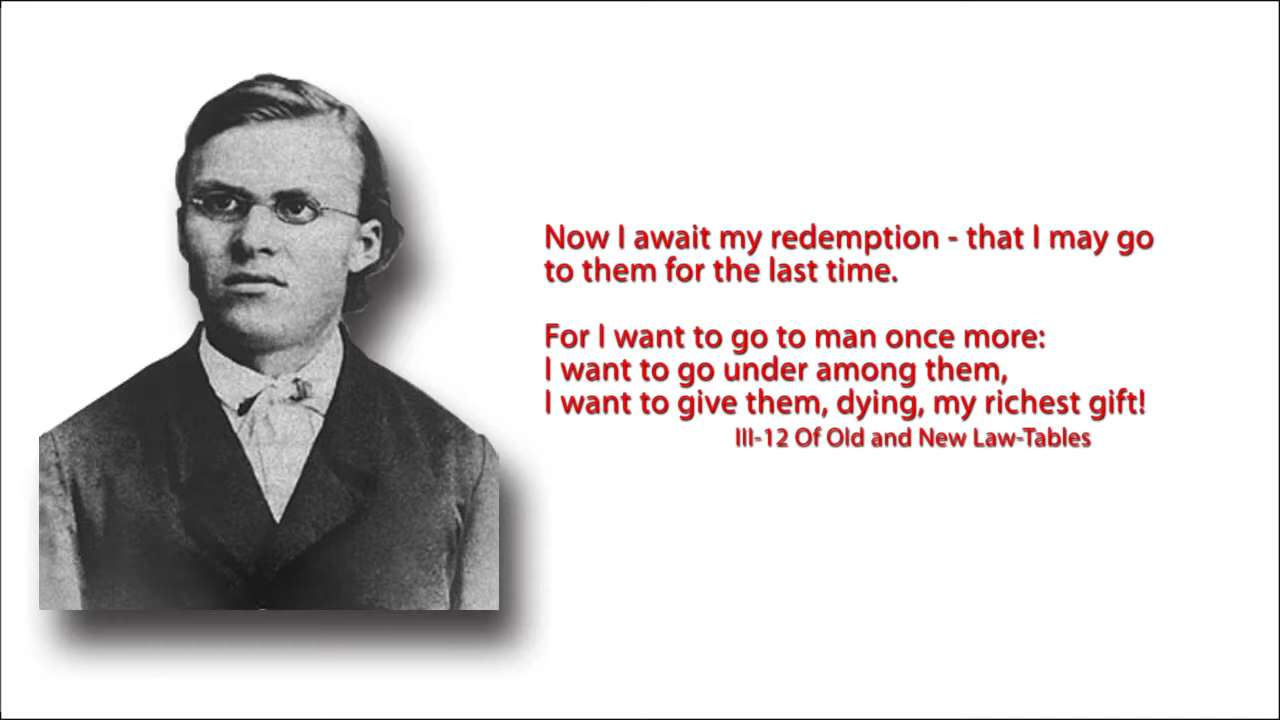 Now I await my redemption - that I may go
to them for the last time.
For I want to go to man once more:
I want to go under among them,
I want to give them, dying, my richest gift!
III-12 Of Old and New Law-Tables